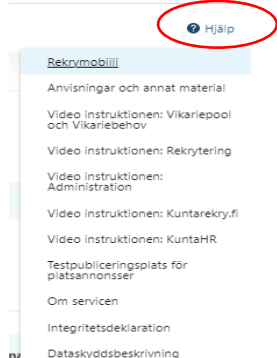 Hjälp
Rekrymobiili
Anvisningar och annat material
Video instruktionen: Vikariepool
och Vikariebehov
Video instruktionen: Rekrytering
Video instruktionen:
Administration
Video instruktionen: Kuntarekry.fi
Video instruktionen: KuntaHR
Testpubliceringsplats för
platsannonser
Om servicen
Integritetsdeklaration
Dataskyddsbeskrivning